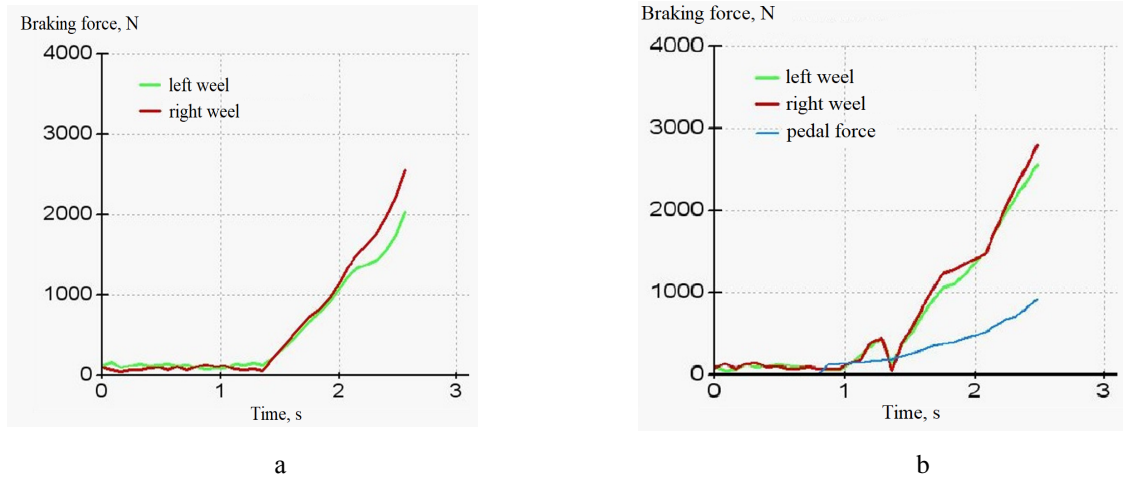 Braking force, N
4000
3000
2000
1000
0
left weel
right weel
0 1 2 3
Time, s
a
Braking force, N
4000
3000
2000
1000
0
left weel
right weel
pedal force
0 1 2 3
Time, s
b